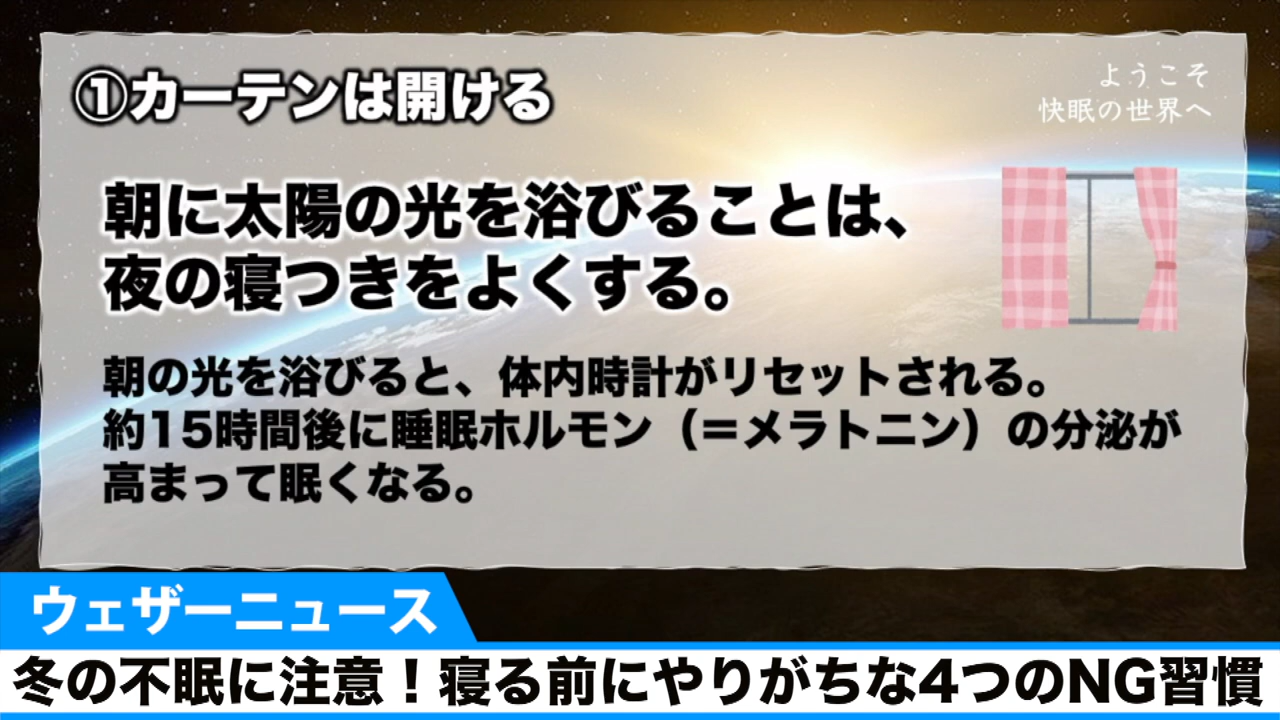 ①カーテンは開ける
ようこそ
快眠の世界へ
朝に太陽の光を浴びることは、
夜の寝つきをよくする。
朝の光を浴びると、体内時計がリセットされる。
約15時間後に睡眠ホルモン（＝メラトニン）の分泌が
高まって眠くなる。
ウェザーニュース
冬の不眠に注意！寝る前にやりがちな4つのNG習慣